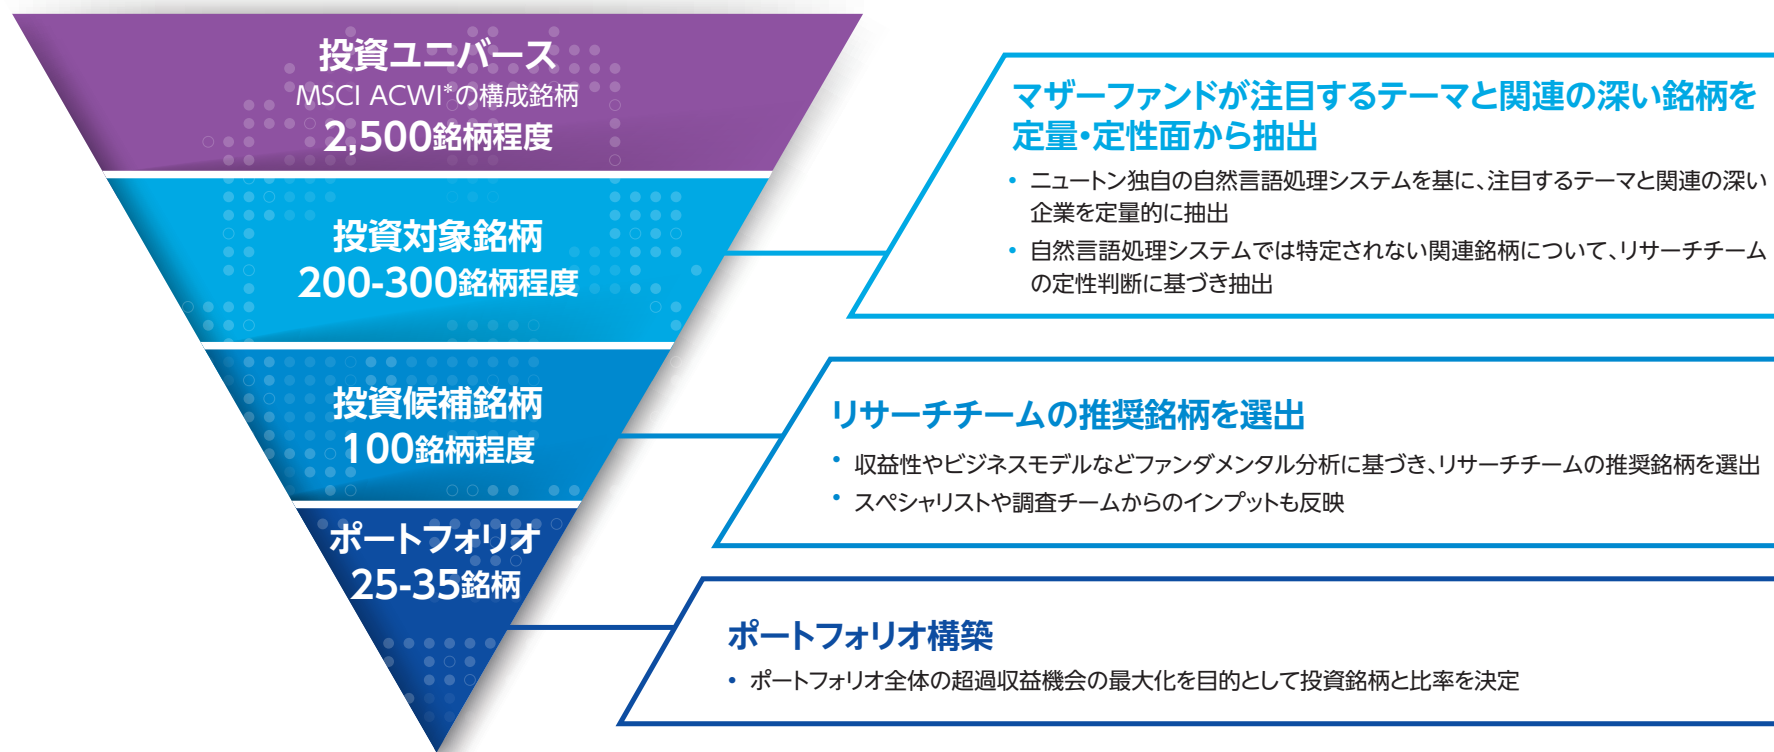 投資ユニバース
MSCI ACWI*の構成銘柄
2,500銘柄程度
投資対象銘柄
200-300銘柄程度
投資候補銘柄
100銘柄程度
ポートフォリオ
25-35銘柄
マザーファンドが注目するテーマと関連の深い銘柄を
定量・定性面から抽出
• ニュートン独自の自然言語処理システムを基に、注目するテーマと関連の深い
企業を定量的に抽出
• 自然言語処理システムでは特定されない関連銘柄について、リサーチチーム
の定性判断に基づき抽出
リサーチチームの推奨銘柄を選出
• 収益性やビジネスモデルなどファンダメンタル分析に基づき、リサーチチームの推奨銘柄を選出
• スペシャリストや調査チームからのインプットも反映
ポートフォリオ構築
• ポートフォリオ全体の超過収益機会の最大化を目的として投資銘柄と比率を決定